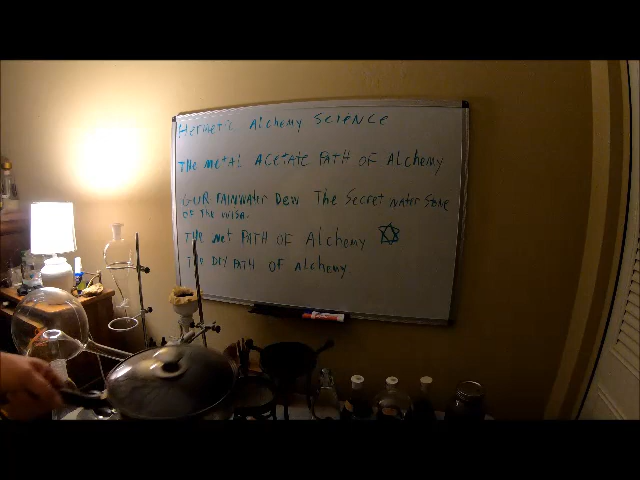 Hermetic Alchemy Science
The metal Acetate Path of Alchemy
GUR RAINWATER Dew The Secret water Stone
OF THE WISE.
The wet Path of Alchemy
The Dry Path of Alchemy